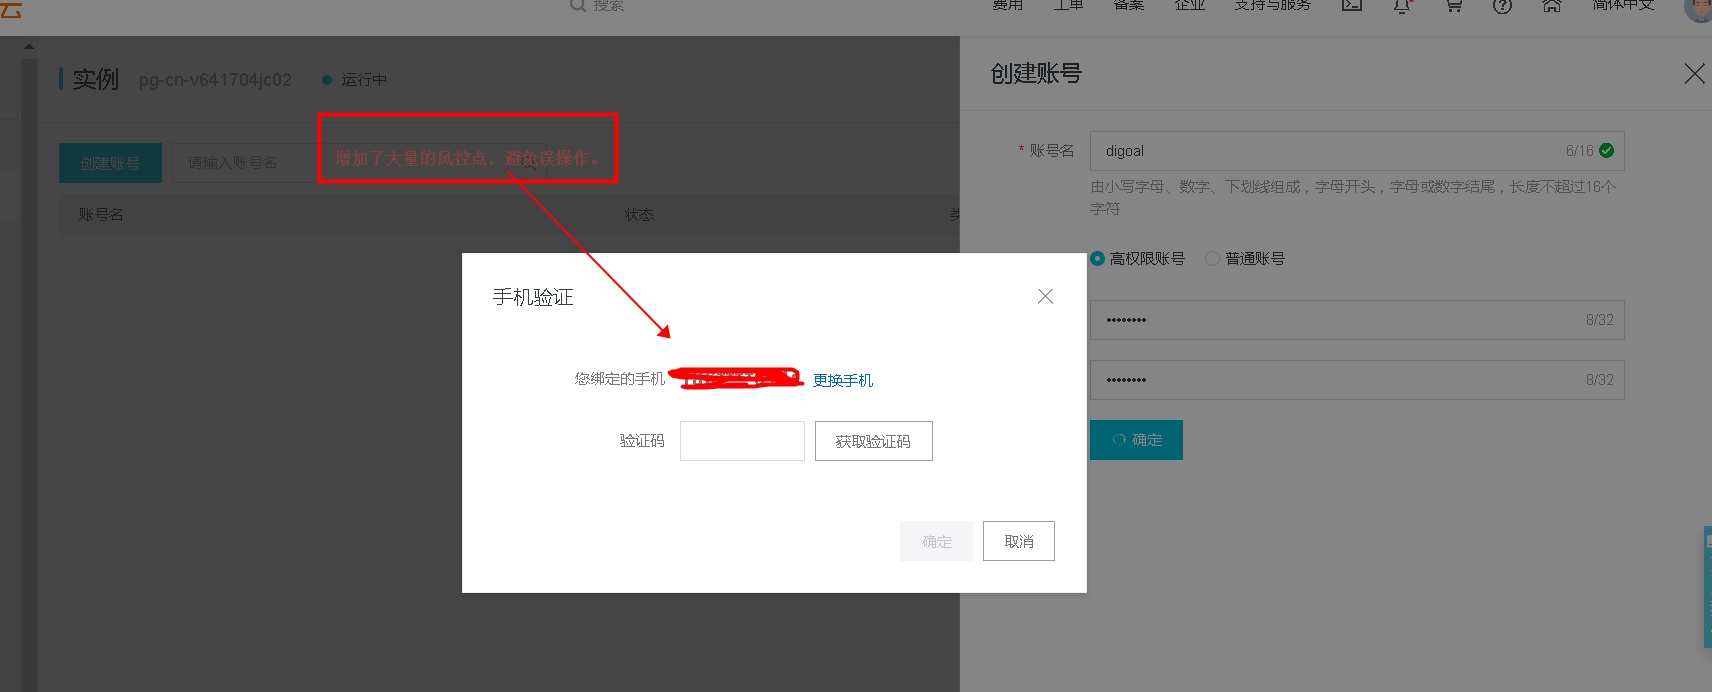 云
搜索
费用 工单 备案 企业 支持与服务 简体中文
实例 pg-cn-v641704jc02 运行中
创建账号 请输入账号名
增加了大量的风控点，避免误操作。
账号名 状态
创建账号
* 账号名 digoal 6/16
由小写字母、数字、下划线组成，字母开头，字母或数字结尾，长度不超过16个
字符
高权限账号 普通账号
•••••••• 8/32
•••••••• 8/32
确定
手机验证
您绑定的手机 更换手机
验证码 获取验证码
确定 取消